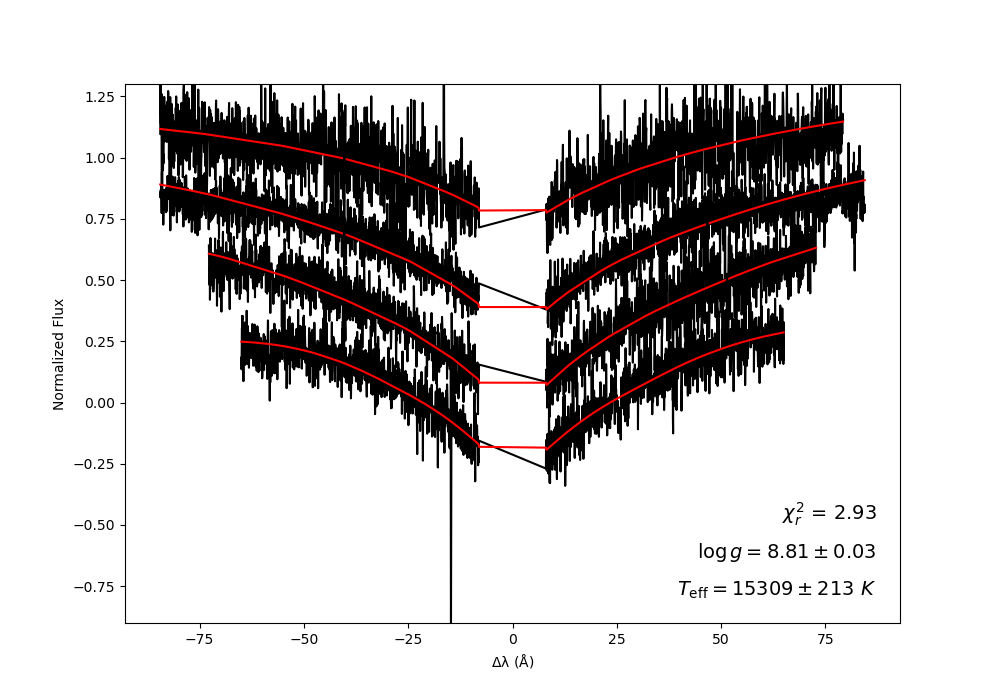 Normalized Flux
1.25
1.00
0.75
0.50
0.25
0.00
−0.25
−0.50
−0.75
χ²ᵣ = 2.93
log g = 8.81 ± 0.03
T_eff = 15309 ± 213 K
−75 −50 −25 0 25 50 75
Δλ (Å)